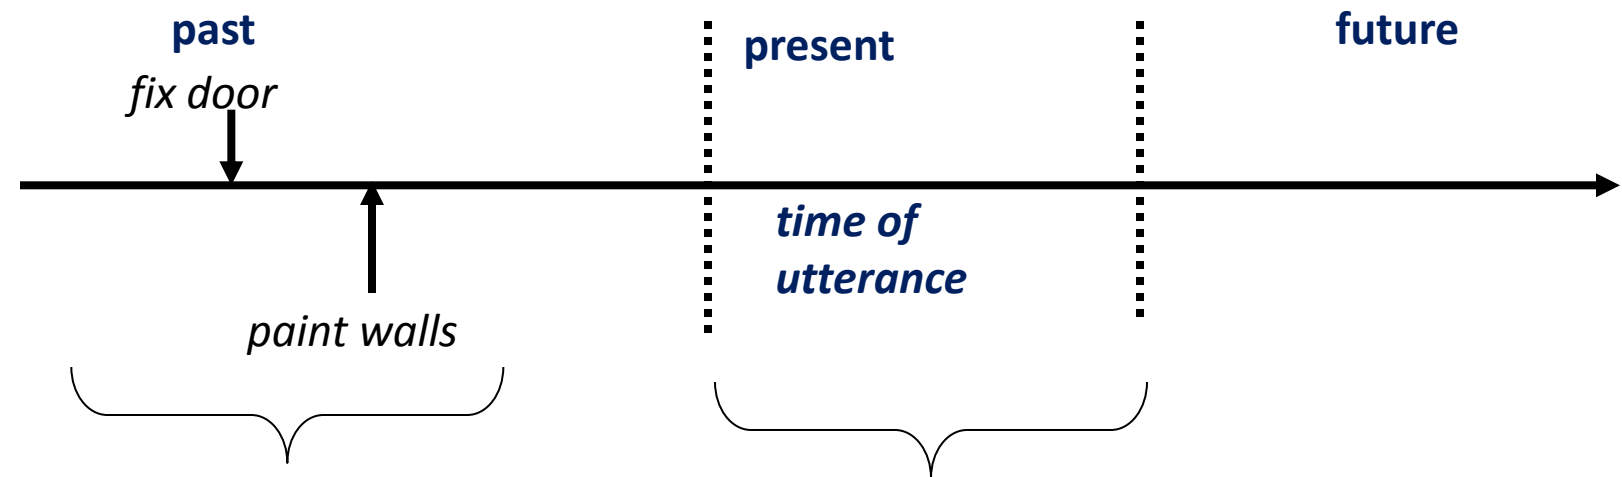 past
present
future
fix door
time of
utterance
paint walls